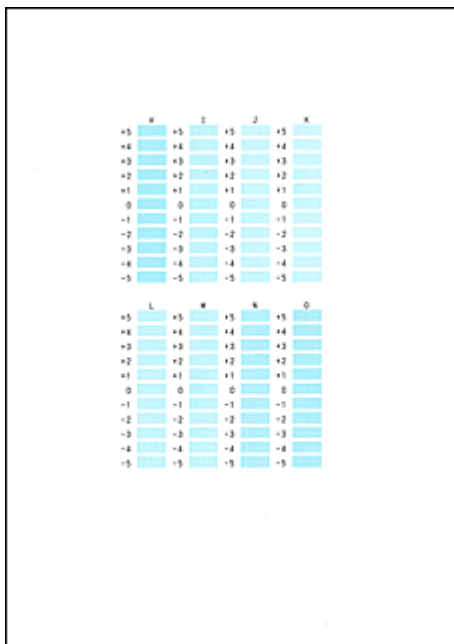 H I J K
+5 +5 +5 +5
+4 +4 +4 +4
+3 +3 +3 +3
+2 +2 +2 +2
+1 +1 +1 +1
0 0 0 0
-1 -1 -1 -1
-2 -2 -2 -2
-3 -3 -3 -3
-4 -4 -4 -4
-5 -5 -5 -5
L M N O
+5 +5 +5 +5
+4 +4 +4 +4
+3 +3 +3 +3
+2 +2 +2 +2
+1 +1 +1 +1
0 0 0 0
-1 -1 -1 -1
-2 -2 -2 -2
-3 -3 -3 -3
-4 -4 -4 -4
-5 -5 -5 -5